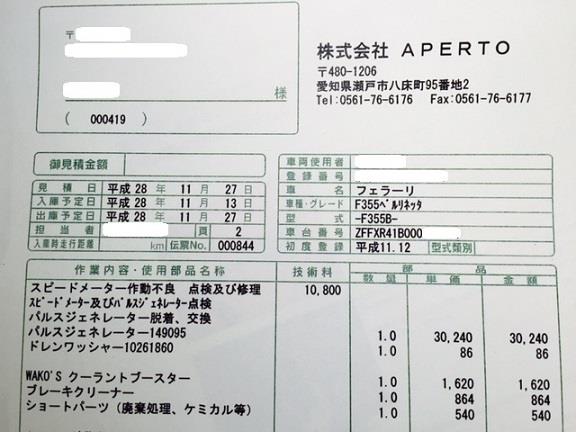 〒
様
( 000419 )
株式会社 APERTO
〒480-1206
愛知県瀬戸市八床町95番地2
Tel:0561-76-6176 Fax:0561-76-6177
御見積金額
見積日 平成 28 年 11 月 27 日
入庫予定日 平成 28 年 11 月 13 日
出庫予定日 平成 28 年 11 月 27 日
担当者 頁 2
入庫時走行距離 km 伝票No. 000844
車両使用者
登録番号
車名 フェラーリ
車種・グレード F355ベルリネッタ
型式 -F355B-
車台番号 ZFFXR41B000
初度登録 平成11.12 型式類別
作業内容・使用部品名称 技術料 部品
数量 単価 金額
スピードメーター作動不良 点検及び修理 10,800
スピードメーター及びパルスジェネレーター点検
パルスジェネレーター脱着、交換
パルスジェネレーター149095 1.0 30,240 30,240
ドレンワッシャー10261860 1.0 86 86
WAKO'S クーラントブースター 1.0 1,620 1,620
ブレーキクリーナー 1.0 864 864
ショートパーツ（廃棄処理、ケミカル等） 1.0 540 540